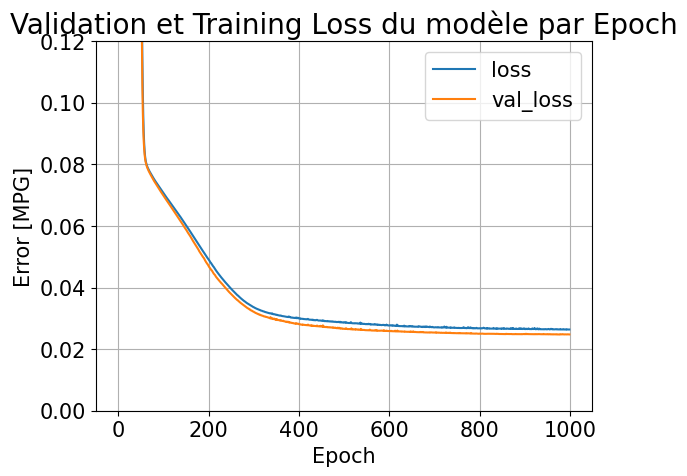 Validation et Training Loss du modèle par Epoch
0.12
0.10
0.08
0.06
0.04
0.02
0.00
Error [MPG]
loss
val_loss
0 200 400 600 800 1000
Epoch